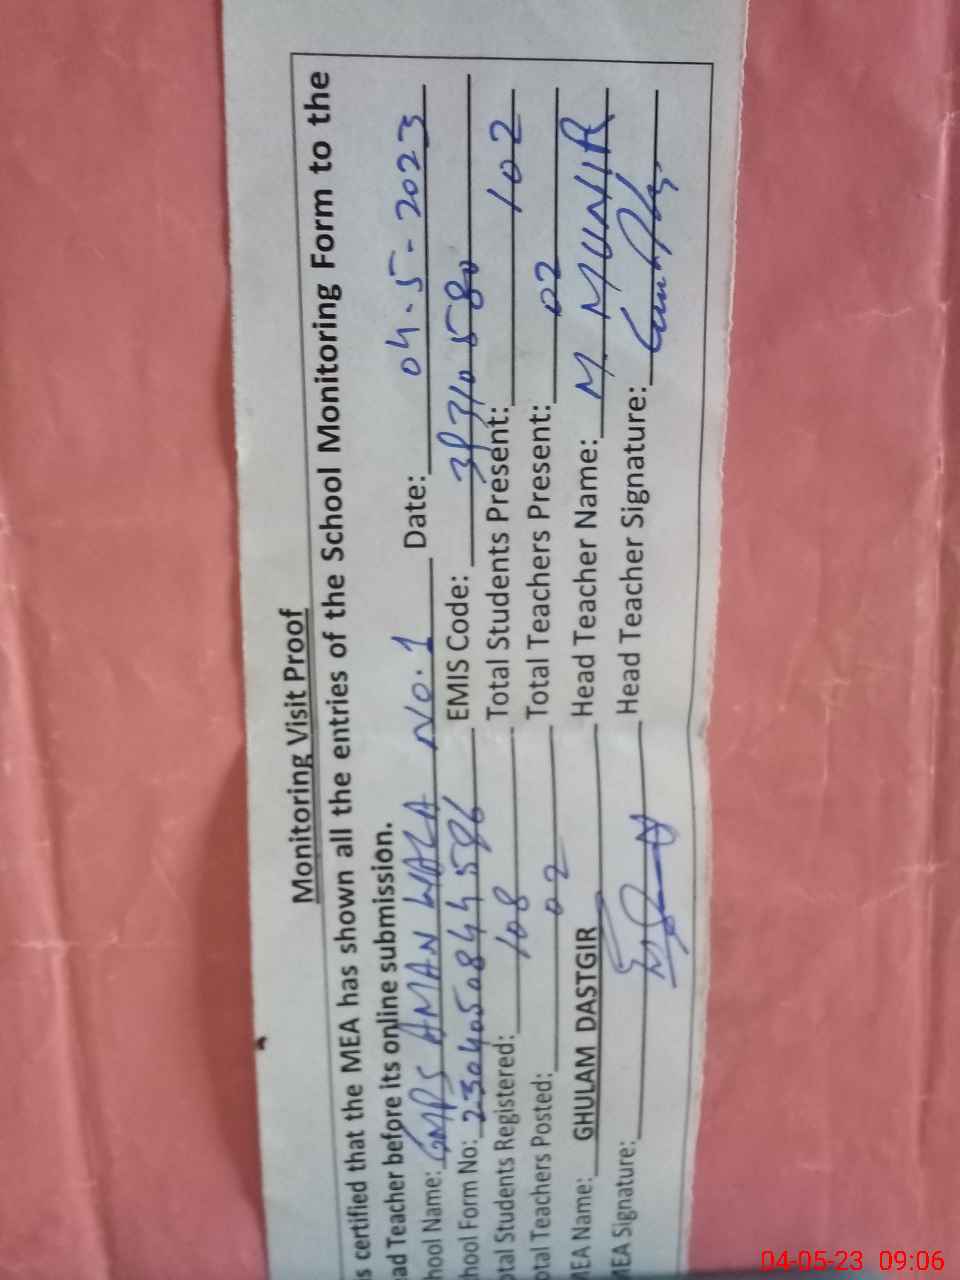 Monitoring Visit Proof
s certified that the MEA has shown all the entries of the School Monitoring Form to the
ad Teacher before its online submission.
hool Name: GMPS AMAN WALA No.1 Date: 04-5-2023
hool Form No: 23040508444586 EMIS Code:
otal Students Registered: 108 Total Students Present: 102
otal Teachers Posted: 02 Total Teachers Present: 02
MEA Name: GHULAM DASTGIR Head Teacher Name: M. MUNIR
MEA Signature: Head Teacher Signature:
04-05-23 09:06